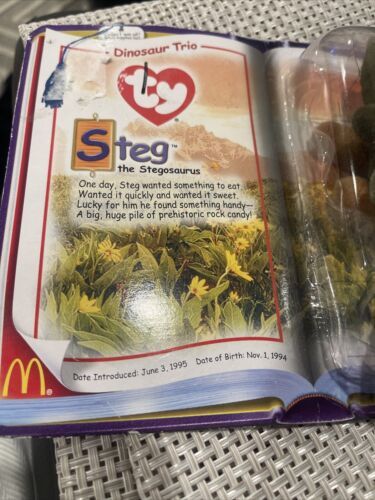 Dinosaur Trio
ty
Steg™
the Stegosaurus
One day, Steg wanted something to eat,
Wanted it quickly and wanted it sweet.
Lucky for him he found something handy—
A big, huge pile of prehistoric rock candy!
Date Introduced: June 3, 1995 Date of Birth: Nov. 1, 1994